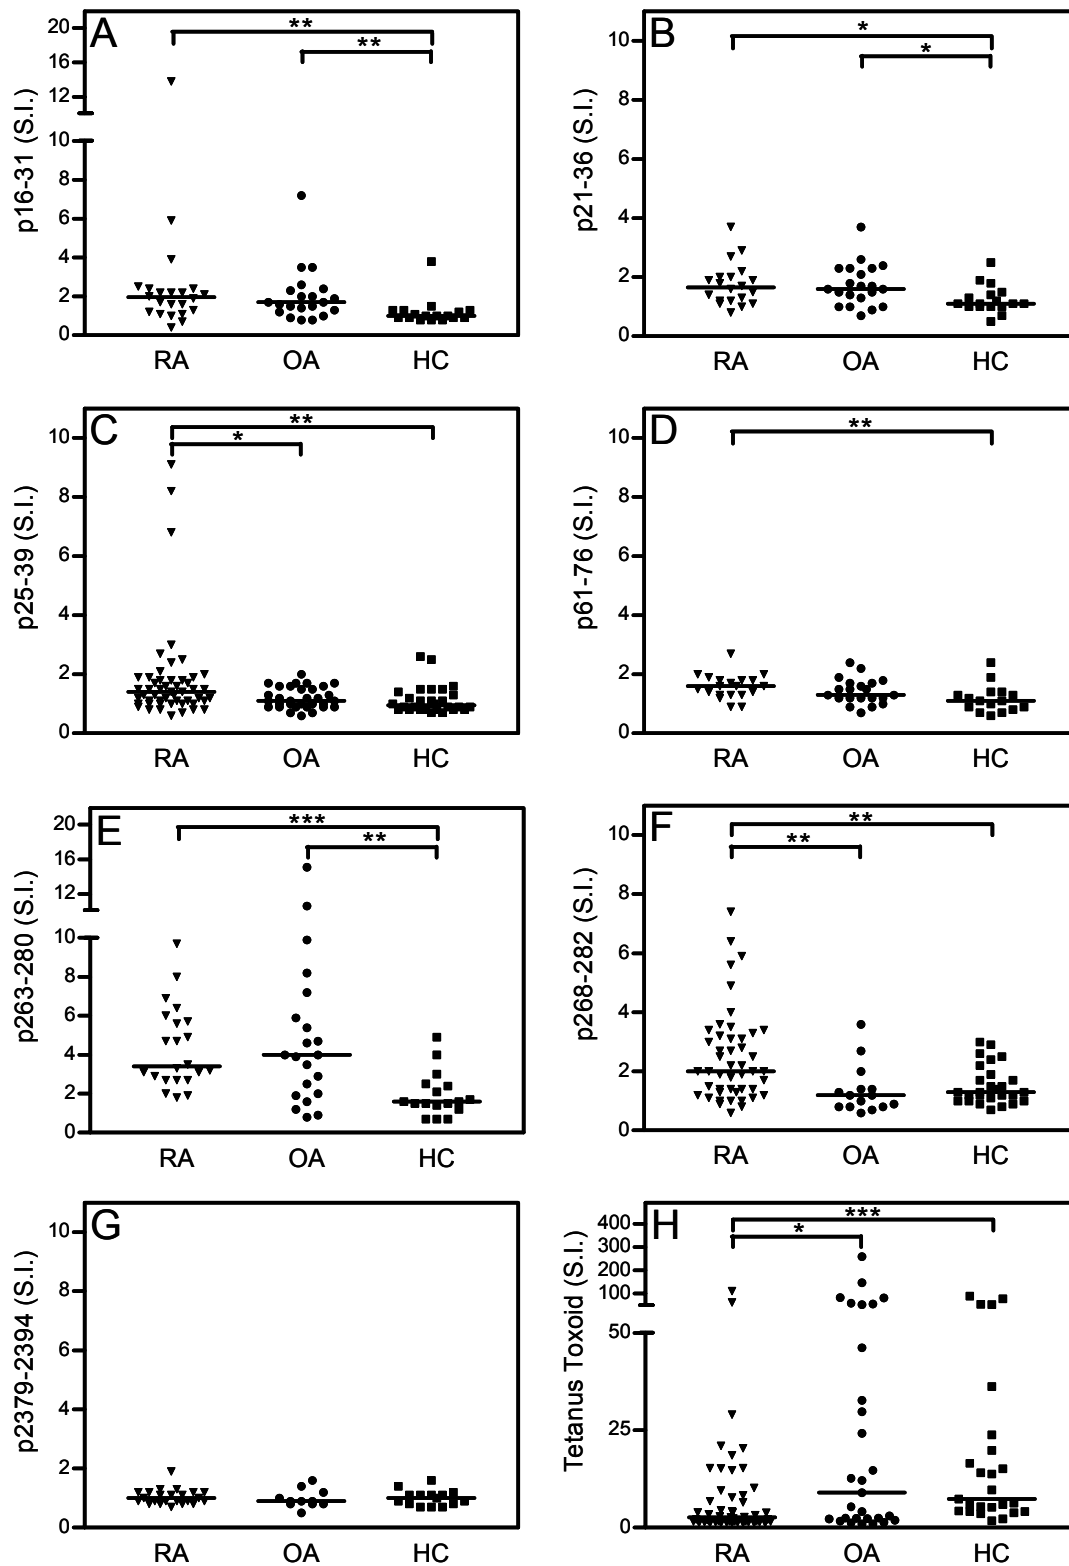 A
**
**
p16-31 (S.I.)
20
16
12
10
8
6
4
2
0
RA OA HC
B
*
*
p21-36 (S.I.)
10
8
6
4
2
0
RA OA HC
C
**
*
p25-39 (S.I.)
10
8
6
4
2
0
RA OA HC
D
**
p61-76 (S.I.)
10
8
6
4
2
0
RA OA HC
E
***
**
p263-280 (S.I.)
20
16
12
10
8
6
4
2
0
RA OA HC
F
**
**
p268-282 (S.I.)
10
8
6
4
2
0
RA OA HC
G
p2379-2394 (S.I.)
10
8
6
4
2
0
RA OA HC
H
***
*
Tetanus Toxoid (S.I.)
400
300
200
100
50
25
0
RA OA HC